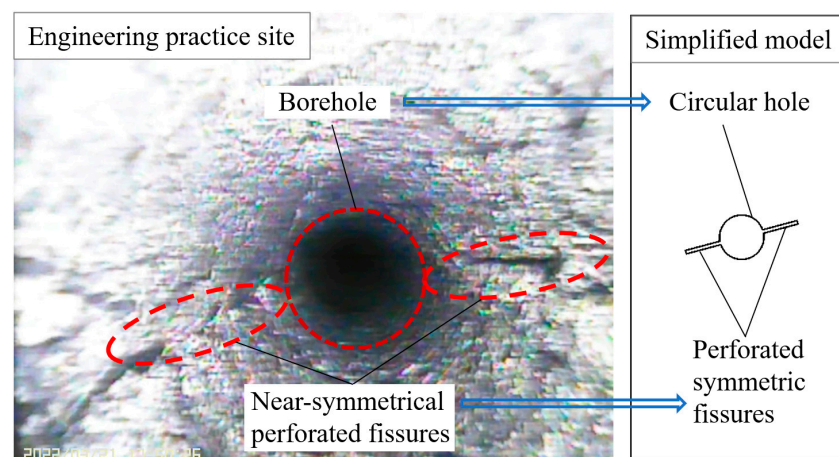 Engineering practice site
Simplified model
Borehole
Circular hole
Near-symmetrical
perforated fissures
Perforated
symmetric
fissures